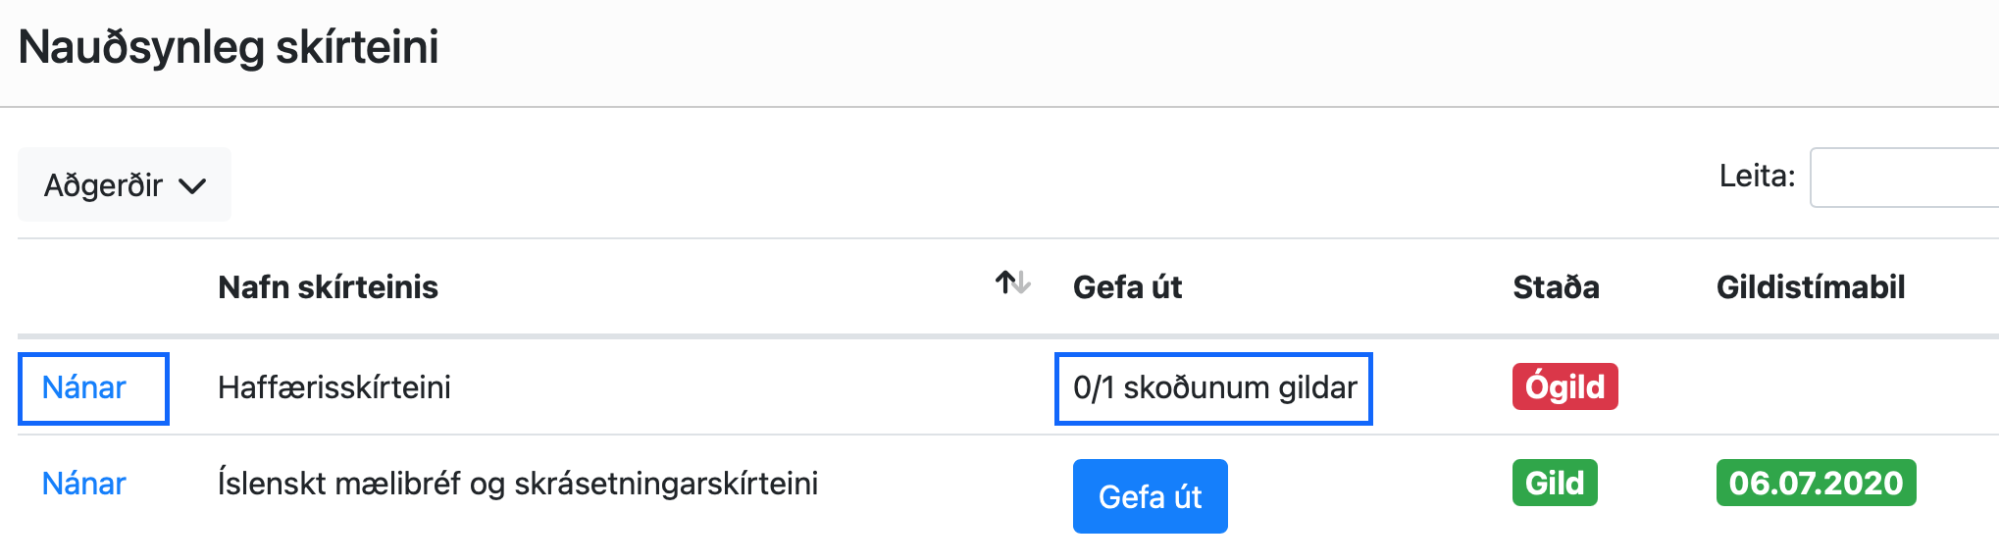 Nauðsynleg skírteini
Aðgerðir
Leita:
Nafn skírteinis Gefa út Staða Gildistímabil
Nánar Haffærisskírteini 0/1 skoðunum gildar Ógild
Nánar Íslenskt mælibréf og skrásetningarskírteini Gefa út Gild 06.07.2020